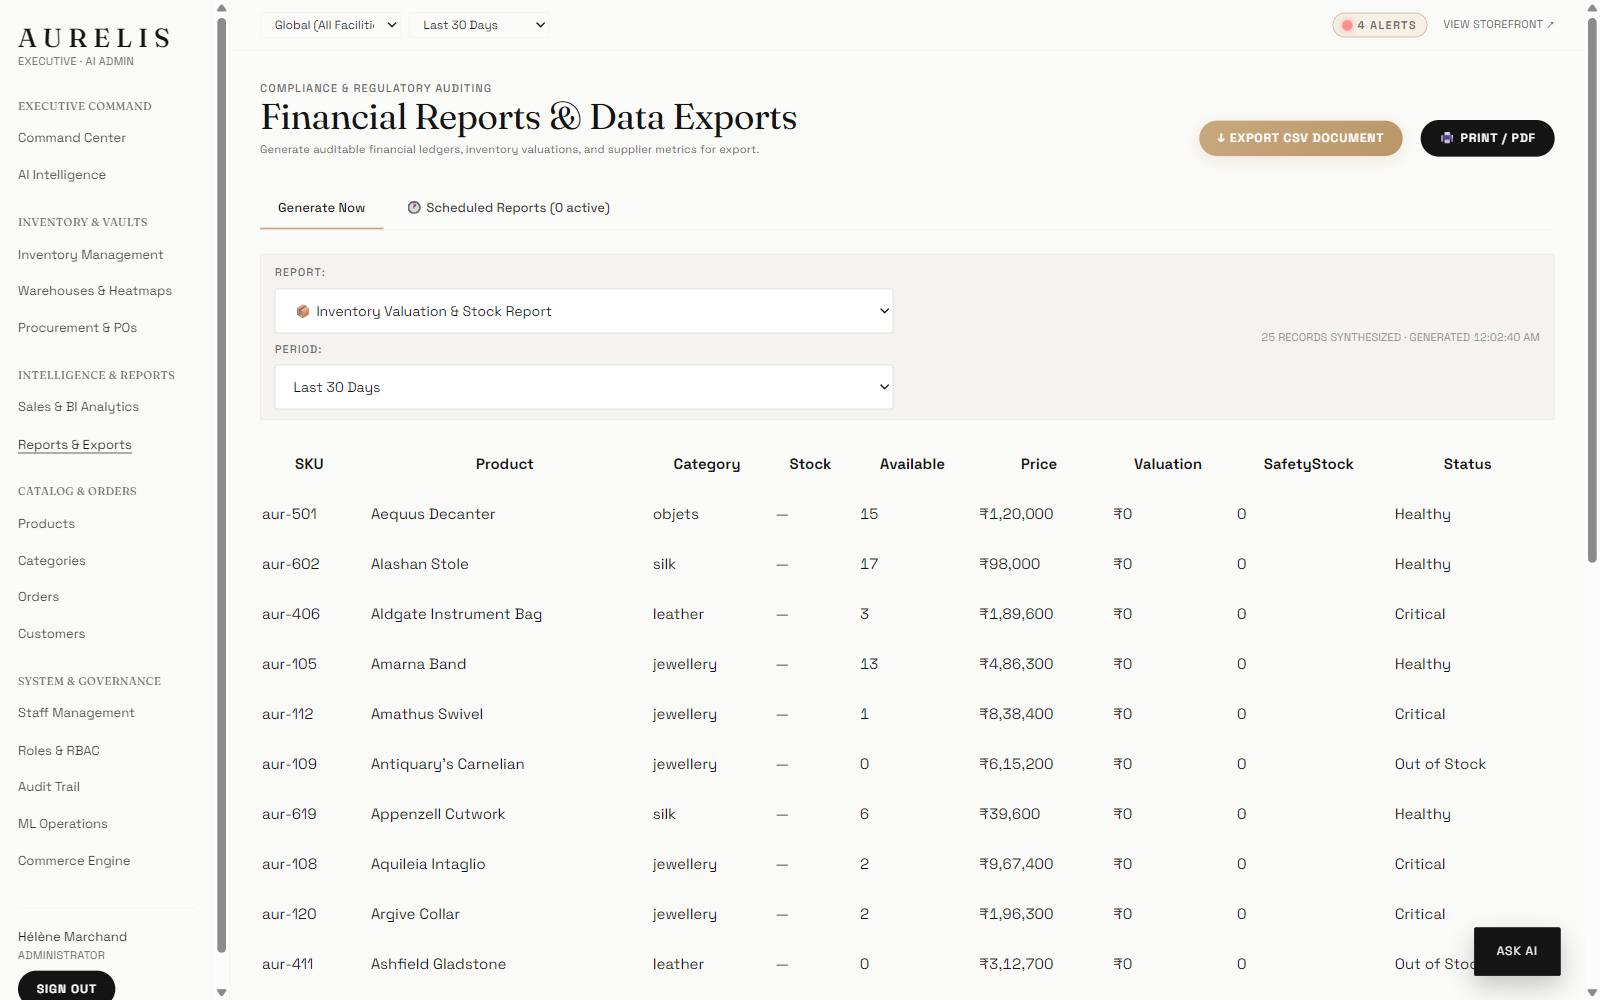 AURELIS
EXECUTIVE · AI ADMIN
EXECUTIVE COMMAND
Command Center
AI Intelligence
INVENTORY & VAULTS
Inventory Management
Warehouses & Heatmaps
Procurement & POs
INTELLIGENCE & REPORTS
Sales & BI Analytics
Reports & Exports
CATALOG & ORDERS
Products
Categories
Orders
Customers
SYSTEM & GOVERNANCE
Staff Management
Roles & RBAC
Audit Trail
ML Operations
Commerce Engine
Hélène Marchand
ADMINISTRATOR
SIGN OUT
Global (All Faciliti Last 30 Days 4 ALERTS VIEW STOREFRONT ↗
COMPLIANCE & REGULATORY AUDITING
Financial Reports & Data Exports
Generate auditable financial ledgers, inventory valuations, and supplier metrics for export.
↓ EXPORT CSV DOCUMENT PRINT / PDF
Generate Now Scheduled Reports (0 active)
REPORT:
Inventory Valuation & Stock Report
PERIOD:
Last 30 Days
25 RECORDS SYNTHESIZED · GENERATED 12:02:40 AM
SKU Product Category Stock Available Price Valuation SafetyStock Status
aur-501 Aequus Decanter objets — 15 ₹1,20,000 ₹0 0 Healthy
aur-602 Alashan Stole silk — 17 ₹98,000 ₹0 0 Healthy
aur-406 Aldgate Instrument Bag leather — 3 ₹1,89,600 ₹0 0 Critical
aur-105 Amarna Band jewellery — 13 ₹4,86,300 ₹0 0 Healthy
aur-112 Amathus Swivel jewellery — 1 ₹8,38,400 ₹0 0 Critical
aur-109 Antiquary's Carnelian jewellery — 0 ₹6,15,200 ₹0 0 Out of Stock
aur-619 Appenzell Cutwork silk — 6 ₹39,600 ₹0 0 Healthy
aur-108 Aquileia Intaglio jewellery — 2 ₹9,67,400 ₹0 0 Critical
aur-120 Argive Collar jewellery — 2 ₹1,96,300 ₹0 0 Critical
aur-411 Ashfield Gladstone leather — 0 ₹3,12,700 ₹0 0 Out of Stoc
ASK AI